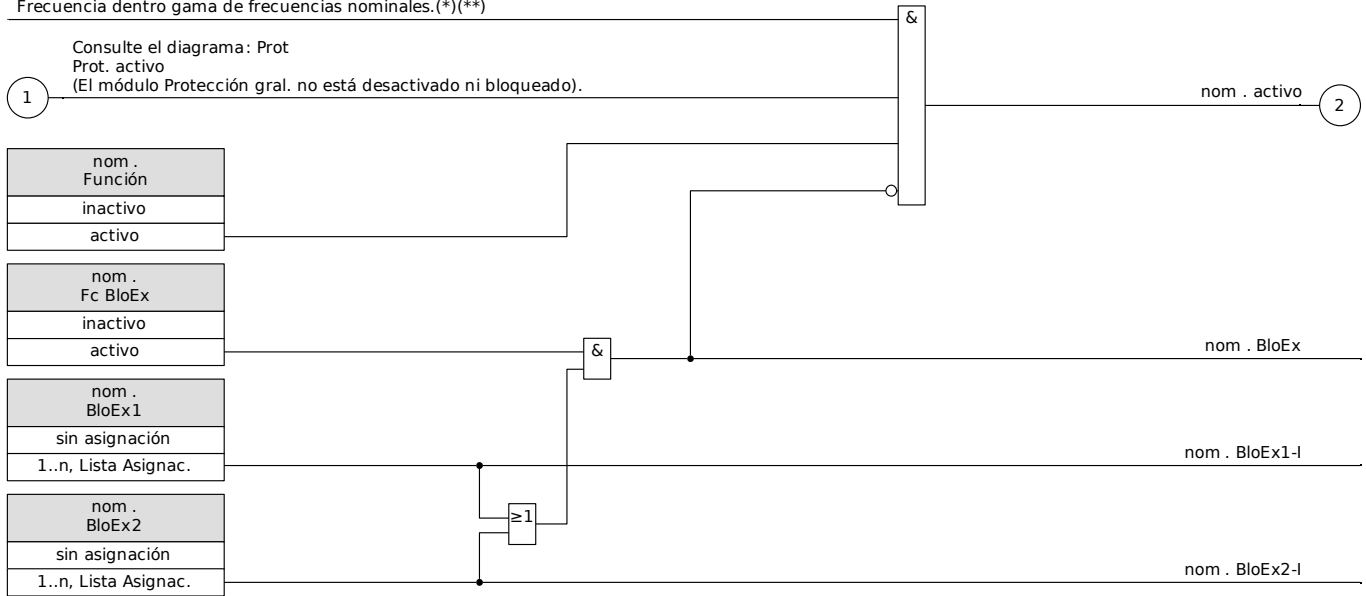 Frecuencia dentro gama de frecuencias nominales.(*)(**)
&
Consulte el diagrama: Prot
Prot. activo
(El módulo Protección gral. no está desactivado ni bloqueado).
1
nom . activo
2
nom .
Función
inactivo
activo
nom .
Fc BloEx
inactivo
activo
&
nom . BloEx
nom .
BloEx1
sin asignación
1..n, Lista Asignac.
nom . BloEx1-I
≥1
nom .
BloEx2
sin asignación
1..n, Lista Asignac.
nom . BloEx2-I